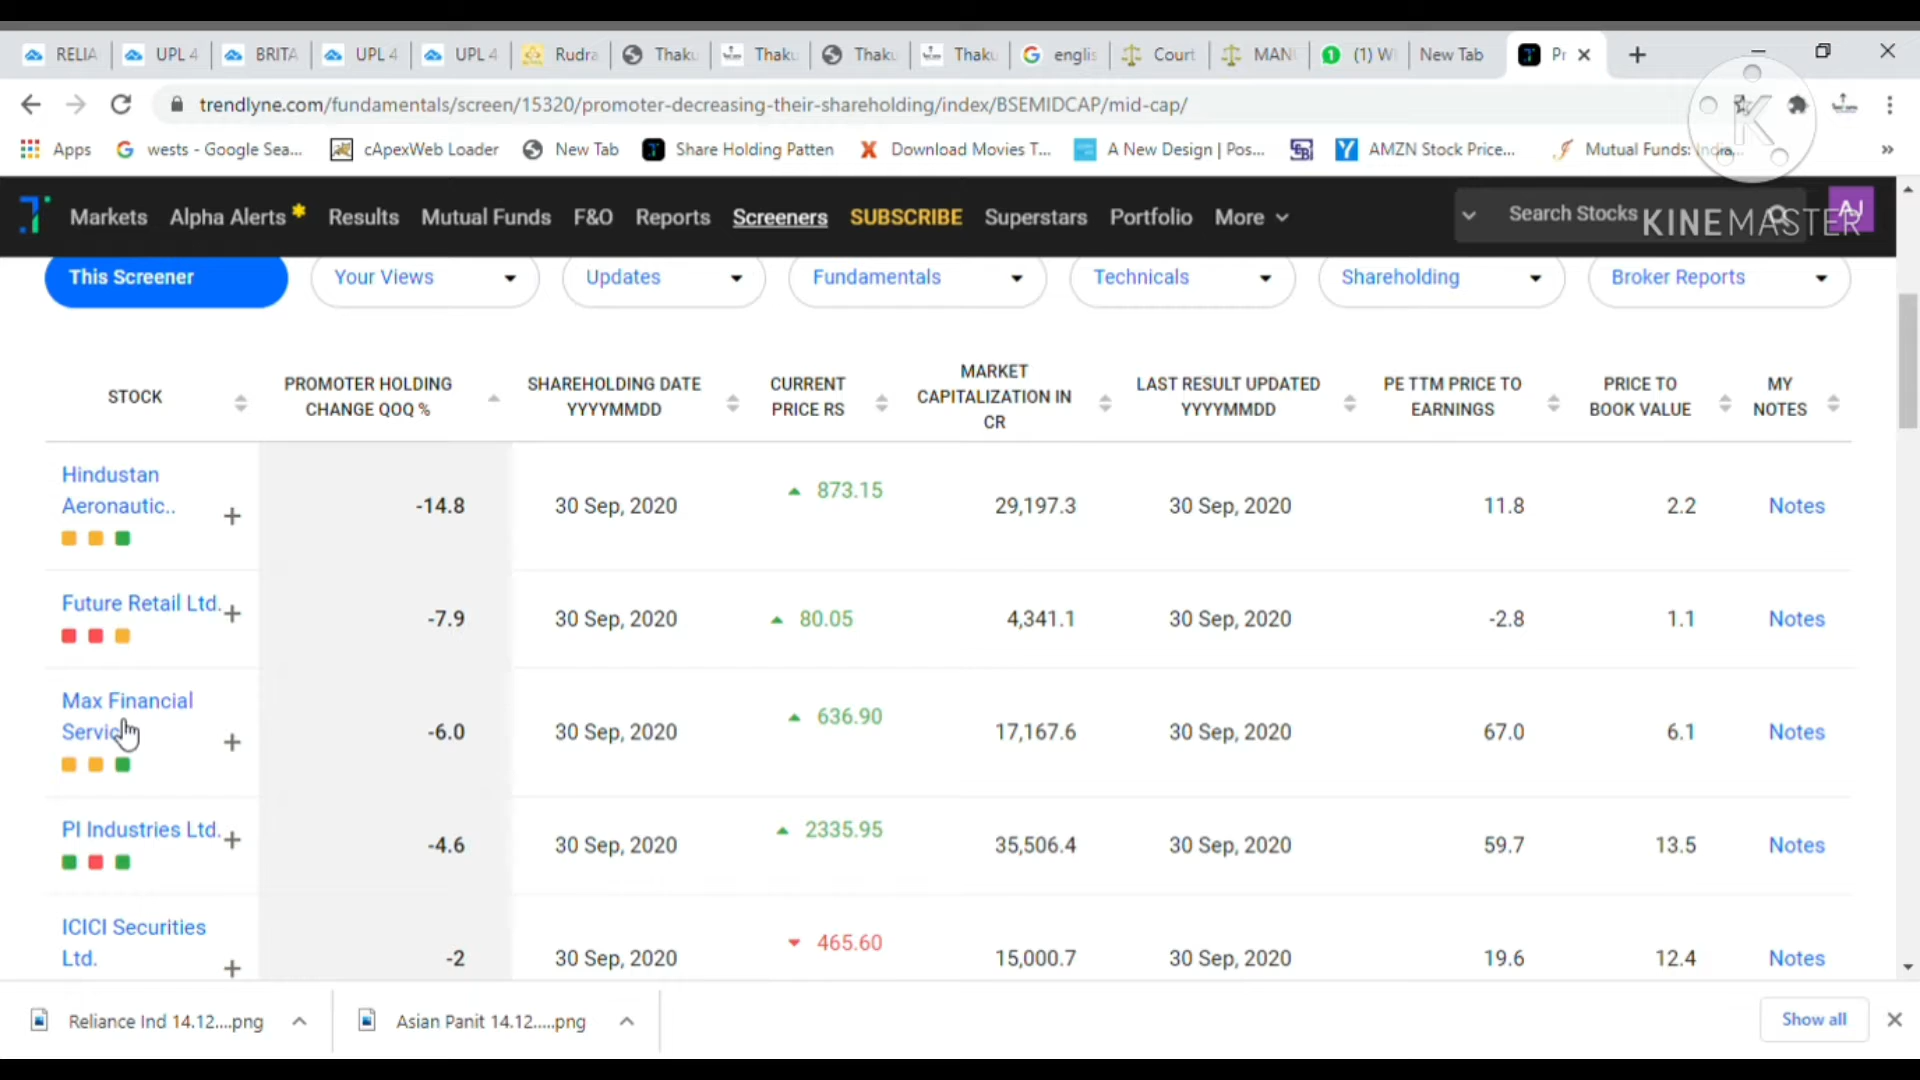 RELIA UPL 4 BRITA UPL 4 UPL 4 Rudra Thaku Thaku Thaku Thaku englis Court MAN (1) W New Tab Pr
trendlyne.com/fundamentals/screen/15320/promoter-decreasing-their-shareholding/index/BSEMIDCAP/mid-cap/
Apps wests - Google Sea... cApexWeb Loader New Tab Share Holding Patten Download Movies T... A New Design | Pos... AMZN Stock Price... Mutual Funds: India...
Markets Alpha Alerts Results Mutual Funds F&O Reports Screeners SUBSCRIBE Superstars Portfolio More Search Stocks AJ
KINEMASTER
This Screener Your Views Updates Fundamentals Technicals Shareholding Broker Reports
STOCK PROMOTER HOLDING CHANGE QOQ % SHAREHOLDING DATE YYYYMMDD CURRENT PRICE RS MARKET CAPITALIZATION IN CR LAST RESULT UPDATED YYYYMMDD PE TTM PRICE TO EARNINGS PRICE TO BOOK VALUE MY NOTES
Hindustan Aeronautic.. + -14.8 30 Sep, 2020 873.15 29,197.3 30 Sep, 2020 11.8 2.2 Notes
Future Retail Ltd. + -7.9 30 Sep, 2020 80.05 4,341.1 30 Sep, 2020 -2.8 1.1 Notes
Max Financial Servic + -6.0 30 Sep, 2020 636.90 17,167.6 30 Sep, 2020 67.0 6.1 Notes
PI Industries Ltd. + -4.6 30 Sep, 2020 2335.95 35,506.4 30 Sep, 2020 59.7 13.5 Notes
ICICI Securities Ltd. + -2 30 Sep, 2020 465.60 15,000.7 30 Sep, 2020 19.6 12.4 Notes
Reliance Ind 14.12....png Asian Panit 14.12.....png Show all